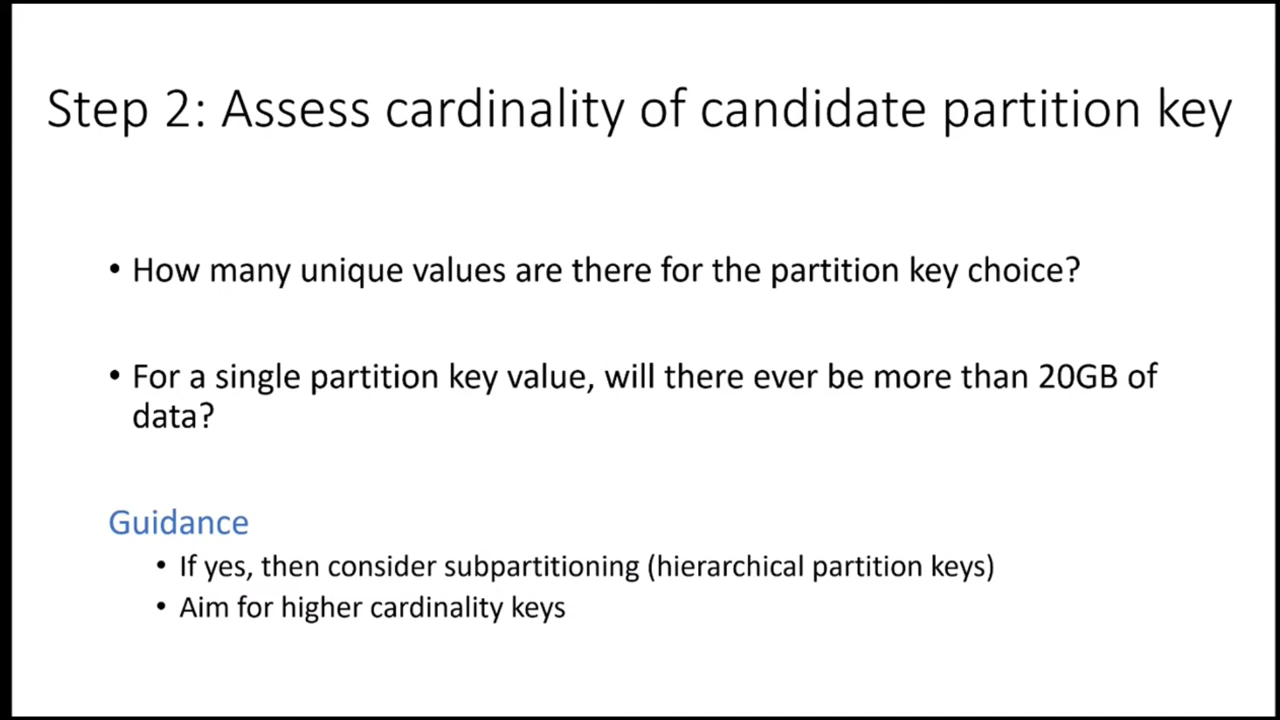 Step 2: Assess cardinality of candidate partition key
• How many unique values are there for the partition key choice?
• For a single partition key value, will there ever be more than 20GB of
data?
Guidance
• If yes, then consider subpartitioning (hierarchical partition keys)
• Aim for higher cardinality keys